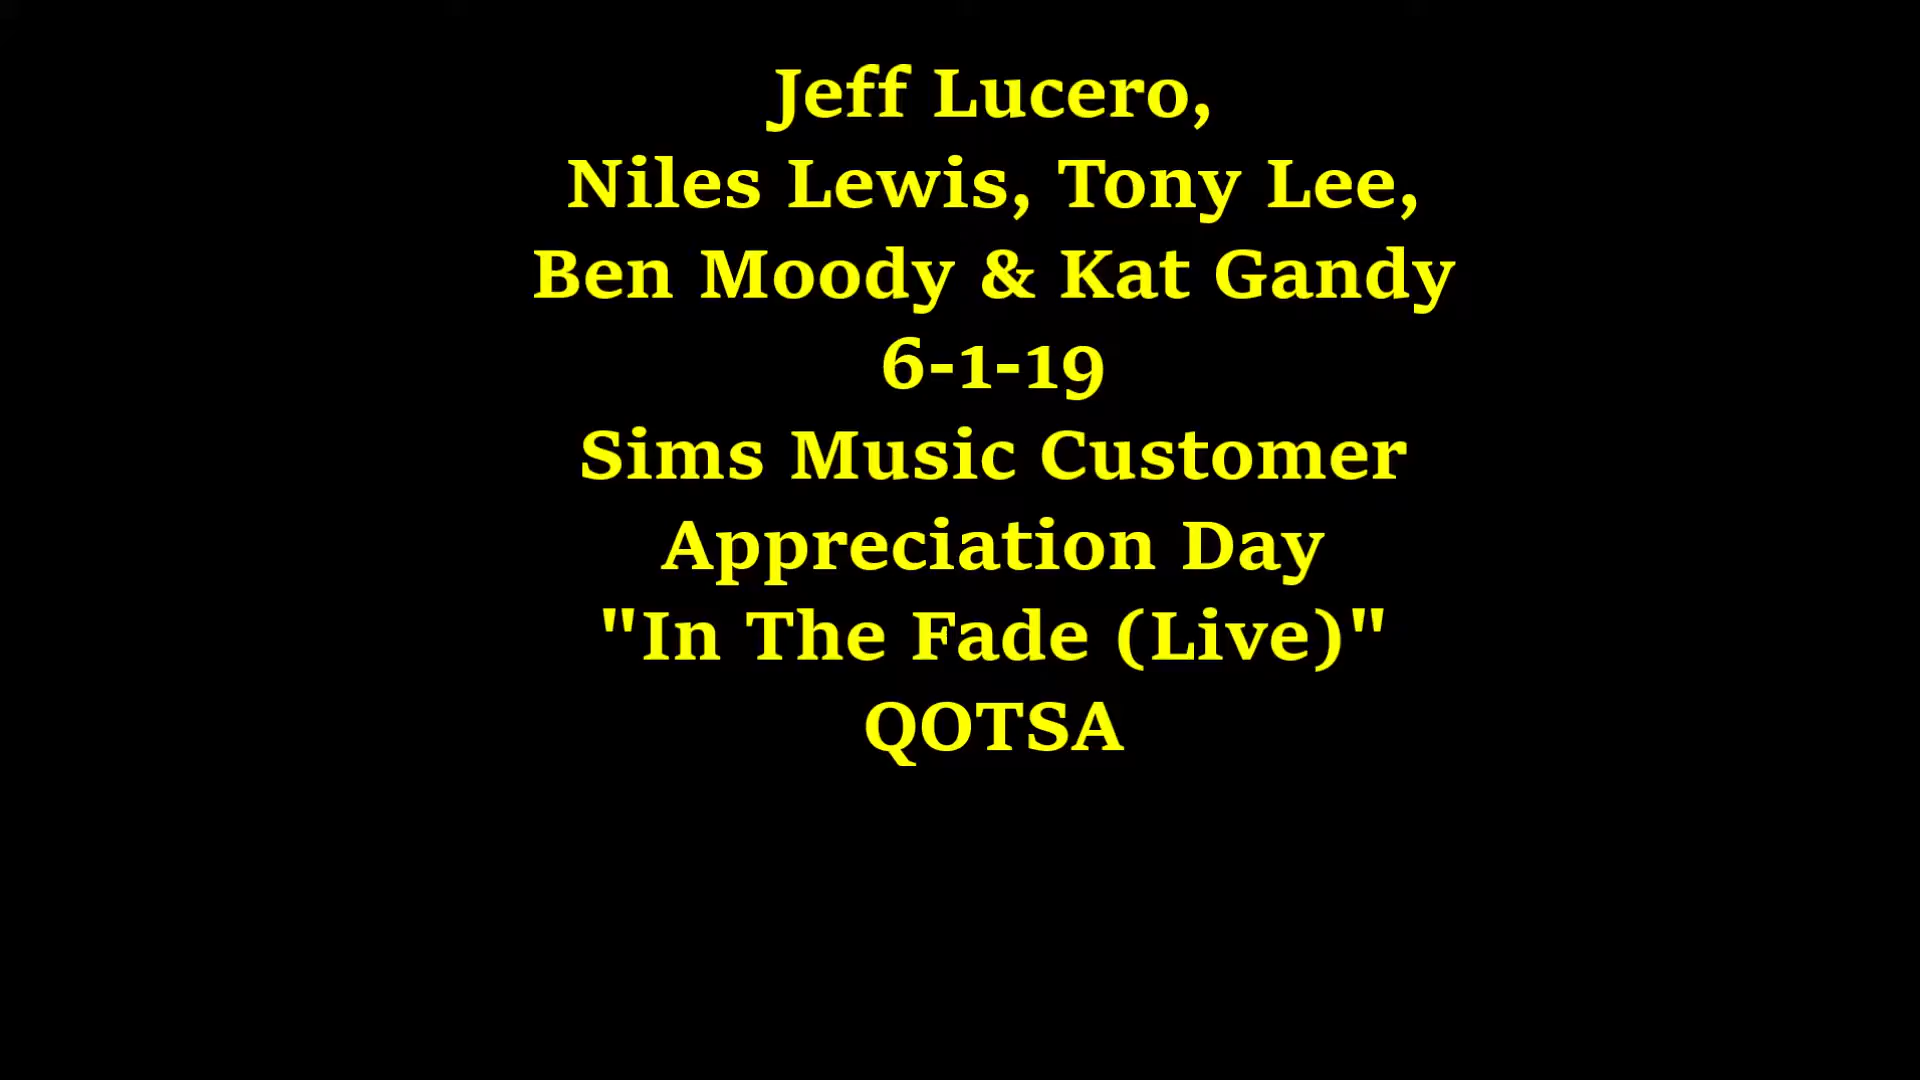 Jeff Lucero,
Niles Lewis, Tony Lee,
Ben Moody & Kat Gandy
6-1-19
Sims Music Customer
Appreciation Day
"In The Fade (Live)"
QOTSA